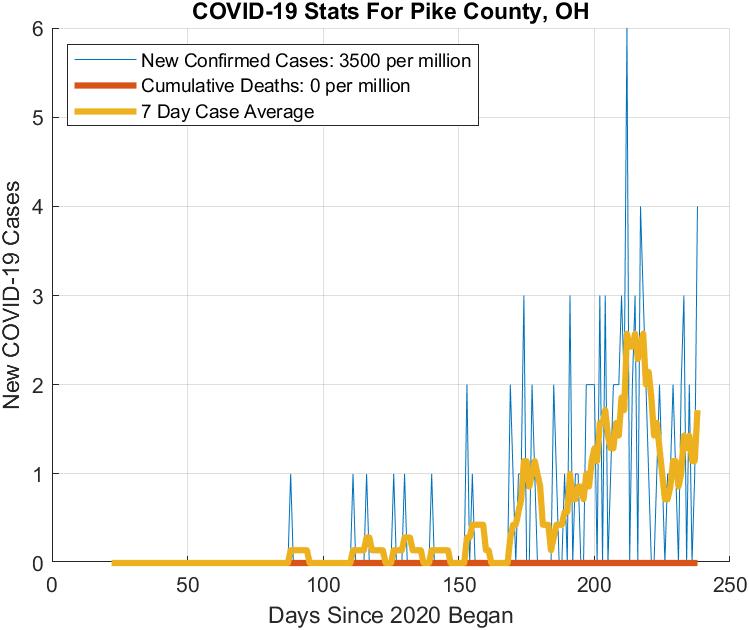 COVID-19 Stats For Pike County, OH
6
New Confirmed Cases: 3500 per million
Cumulative Deaths: 0 per million
7 Day Case Average
5
4
3
2
1
0
New COVID-19 Cases
0 50 100 150 200 250
Days Since 2020 Began